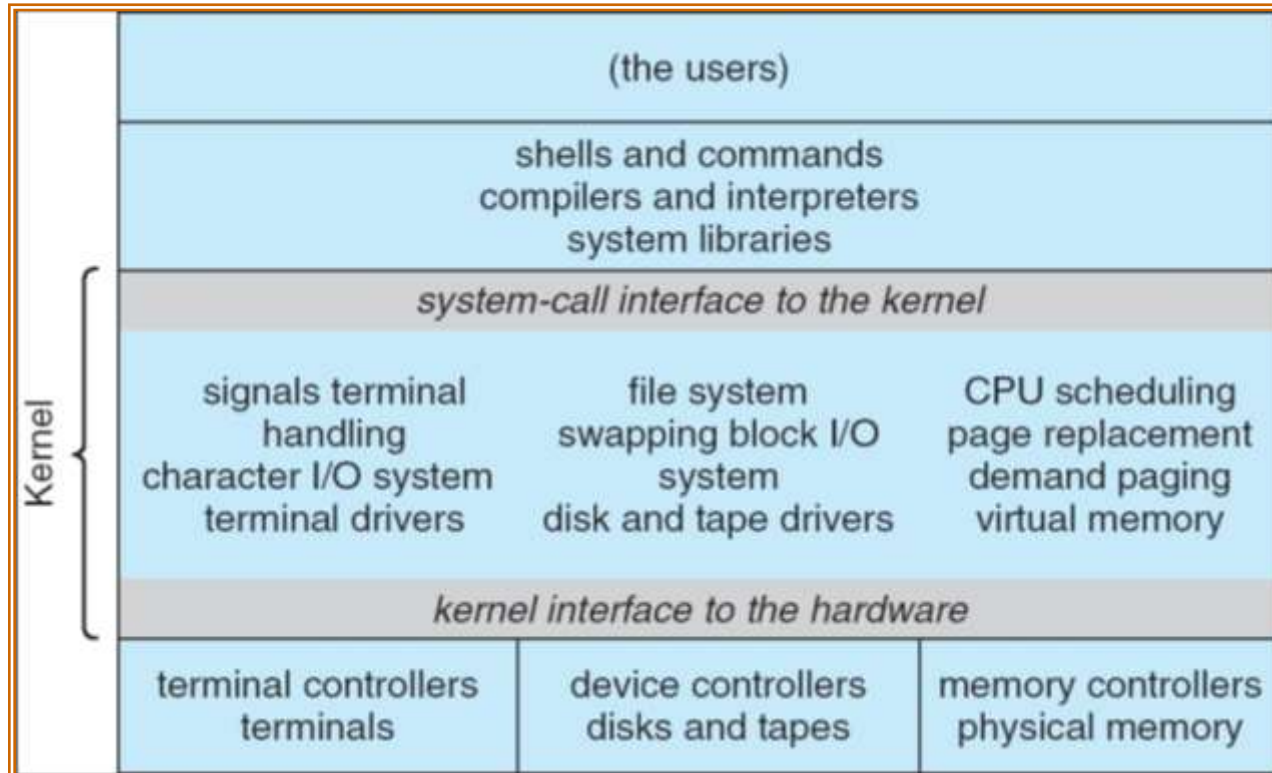 (the users)
shells and commands
compilers and interpreters
system libraries
Kernel
system-call interface to the kernel
signals terminal
handling
character I/O system
terminal drivers
file system
swapping block I/O
system
disk and tape drivers
CPU scheduling
page replacement
demand paging
virtual memory
kernel interface to the hardware
terminal controllers
terminals
device controllers
disks and tapes
memory controllers
physical memory